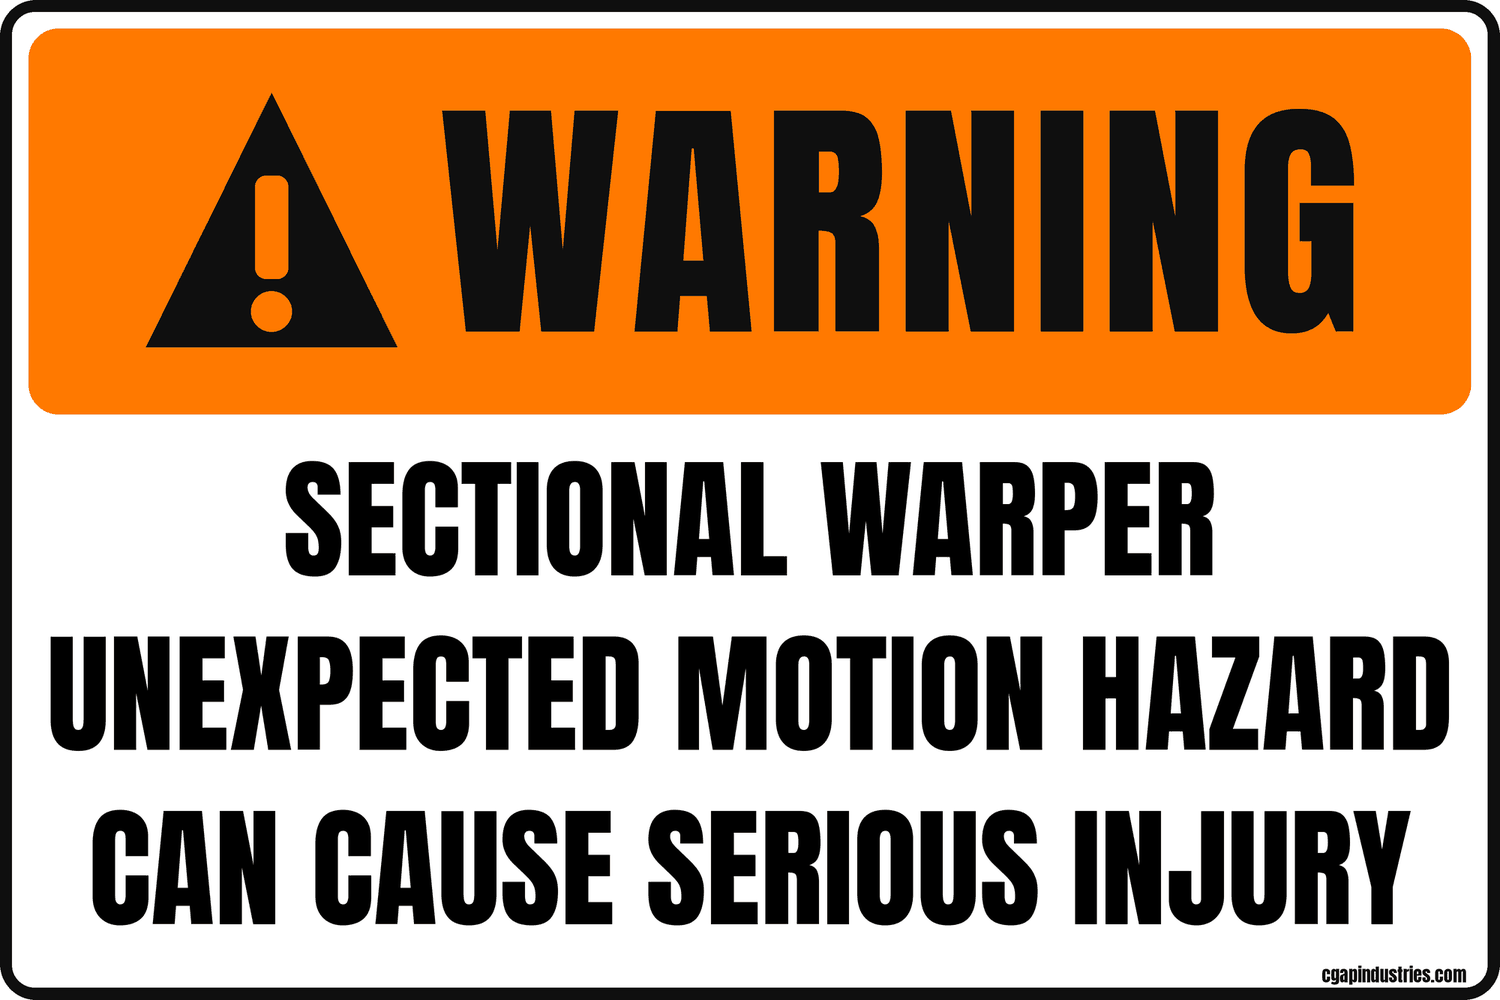 WARNING
SECTIONAL WARPER
UNEXPECTED MOTION HAZARD
CAN CAUSE SERIOUS INJURY
cgapindustries.com